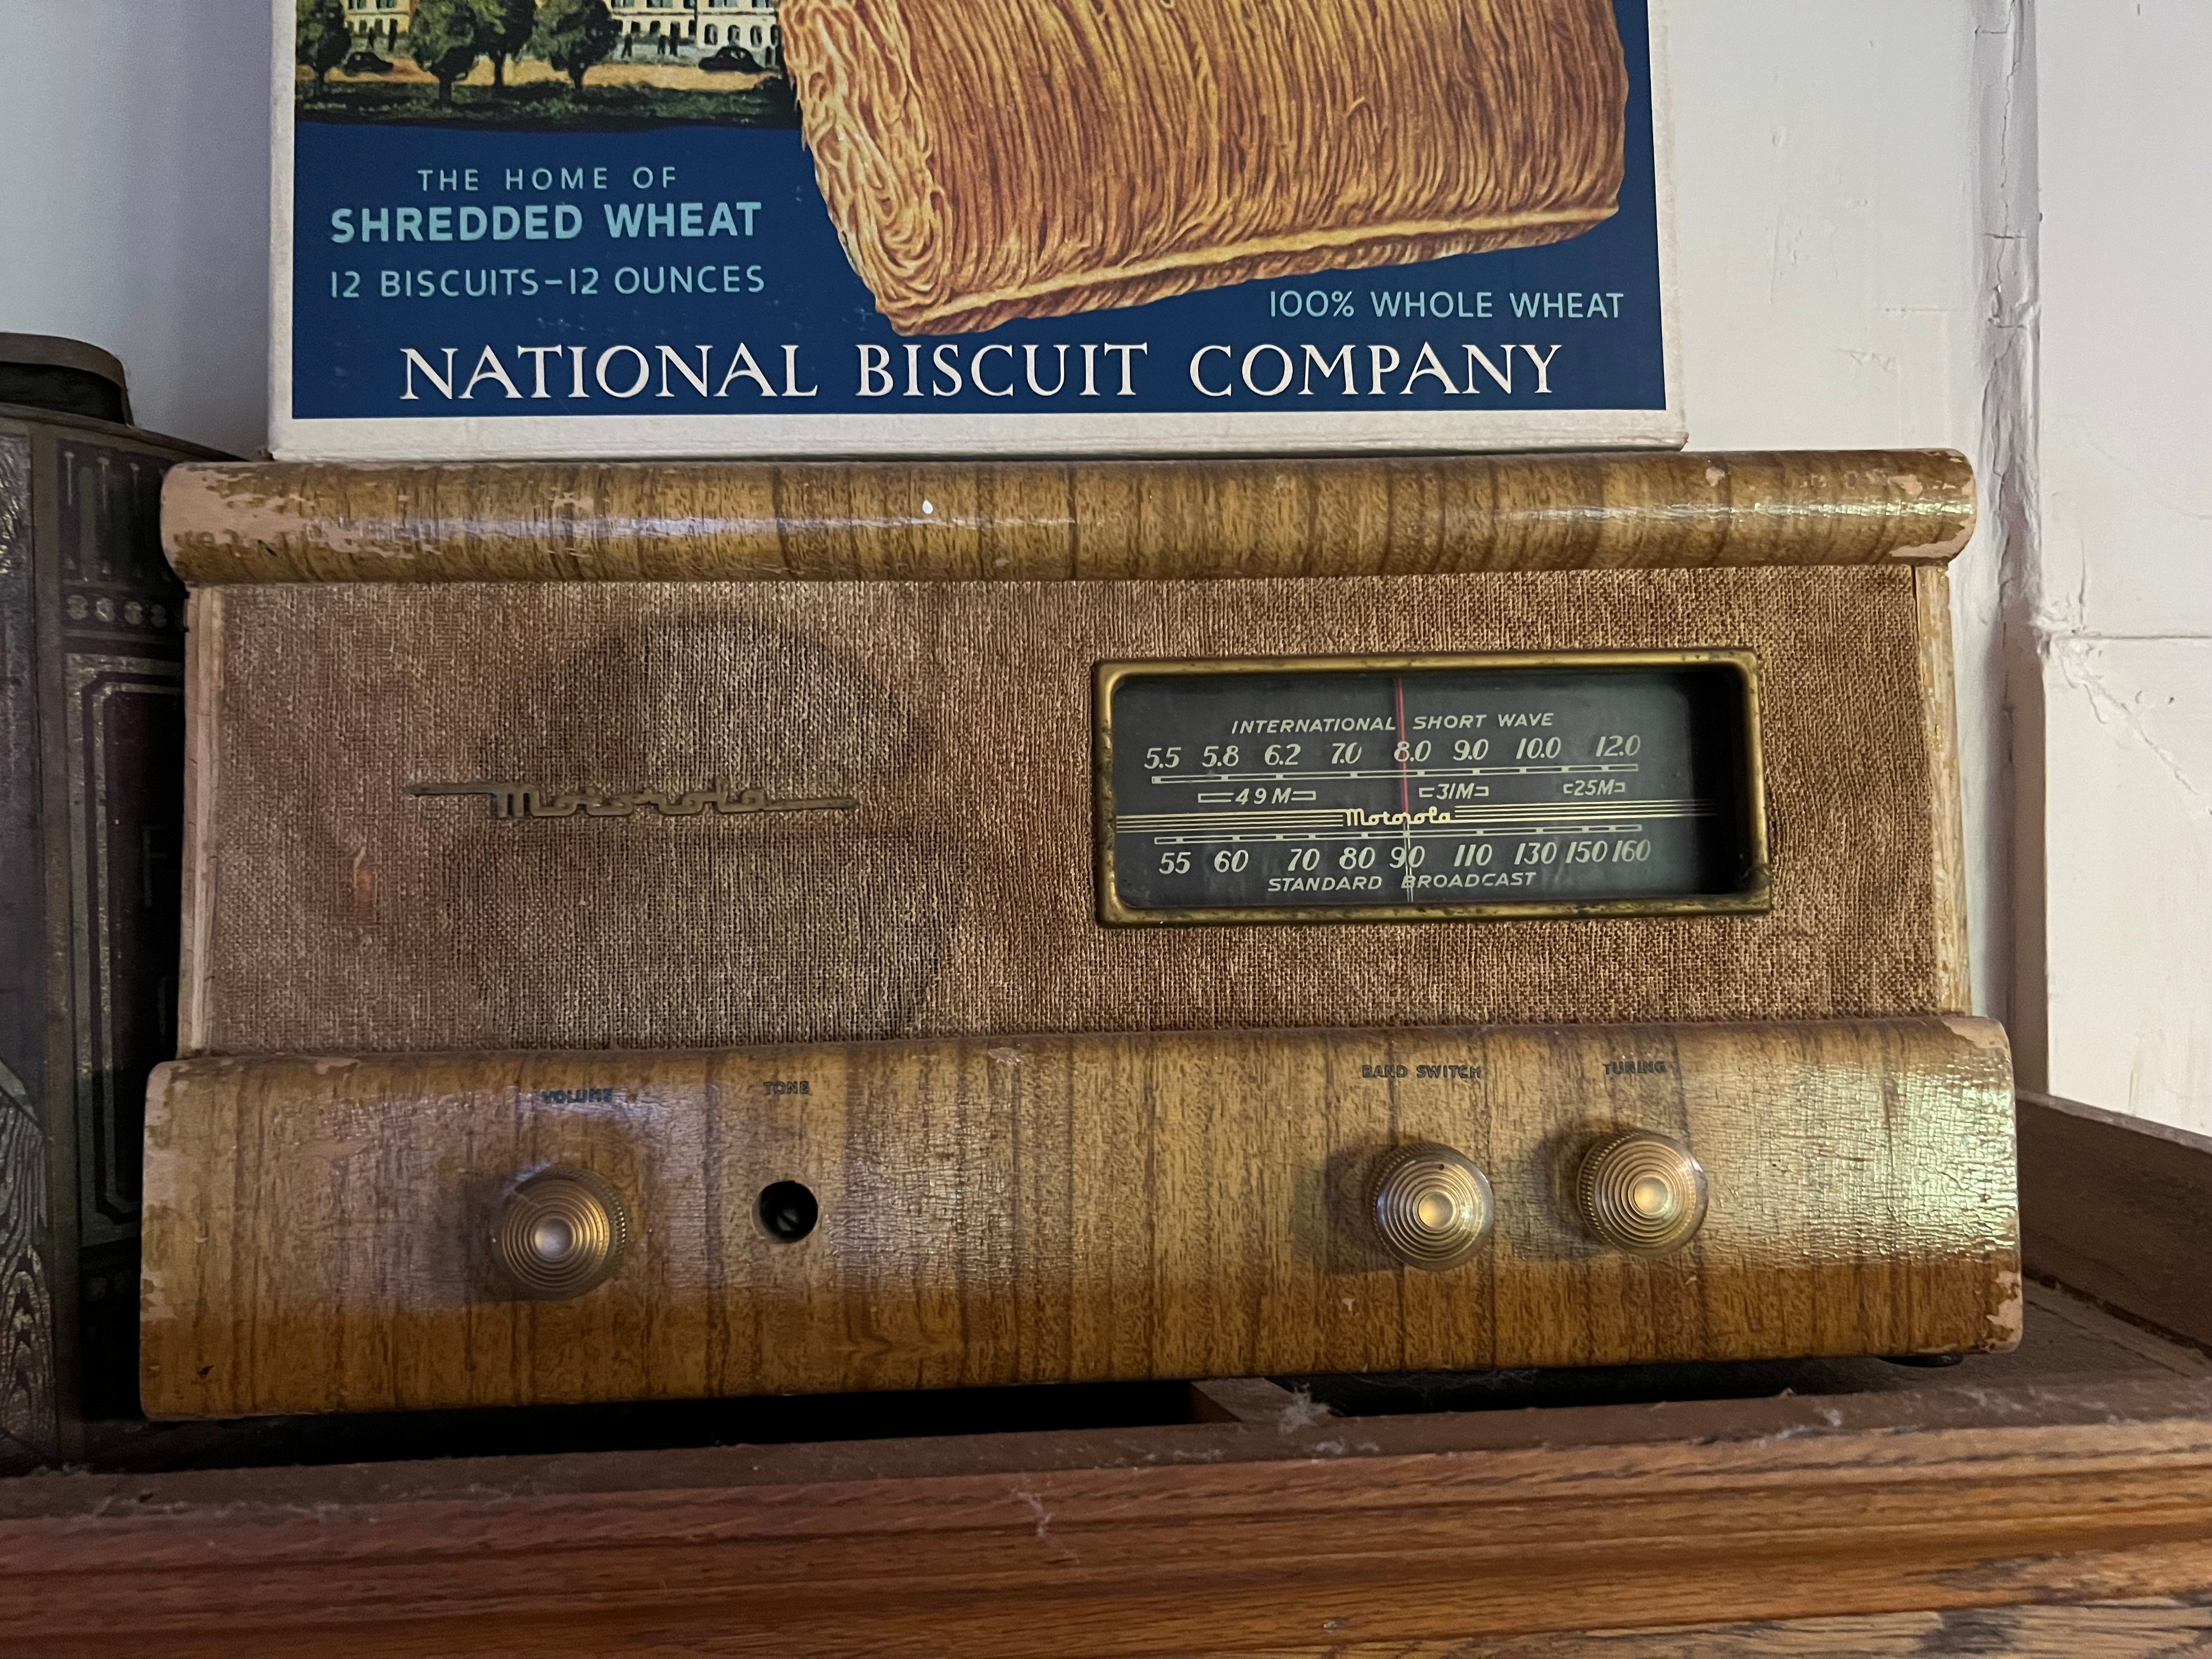 THE HOME OF
SHREDDED WHEAT
12 BISCUITS-12 OUNCES
100% WHOLE WHEAT
NATIONAL BISCUIT COMPANY
Motorola
INTERNATIONAL SHORT WAVE
5.5 5.8 6.2 7.0 8.0 9.0 10.0 12.0
49M 31M 25M
Motorola
55 60 70 80 90 110 130 150 160
STANDARD BROADCAST
VOLUME TONE BAND SWITCH TUNING